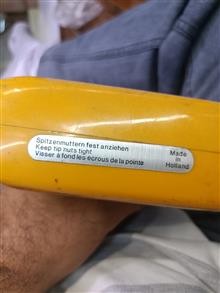 Spitzenmuttern fest anziehen
Keep tip nuts tight
Visser à fond les écrous de la pointe
Made
in
Holland